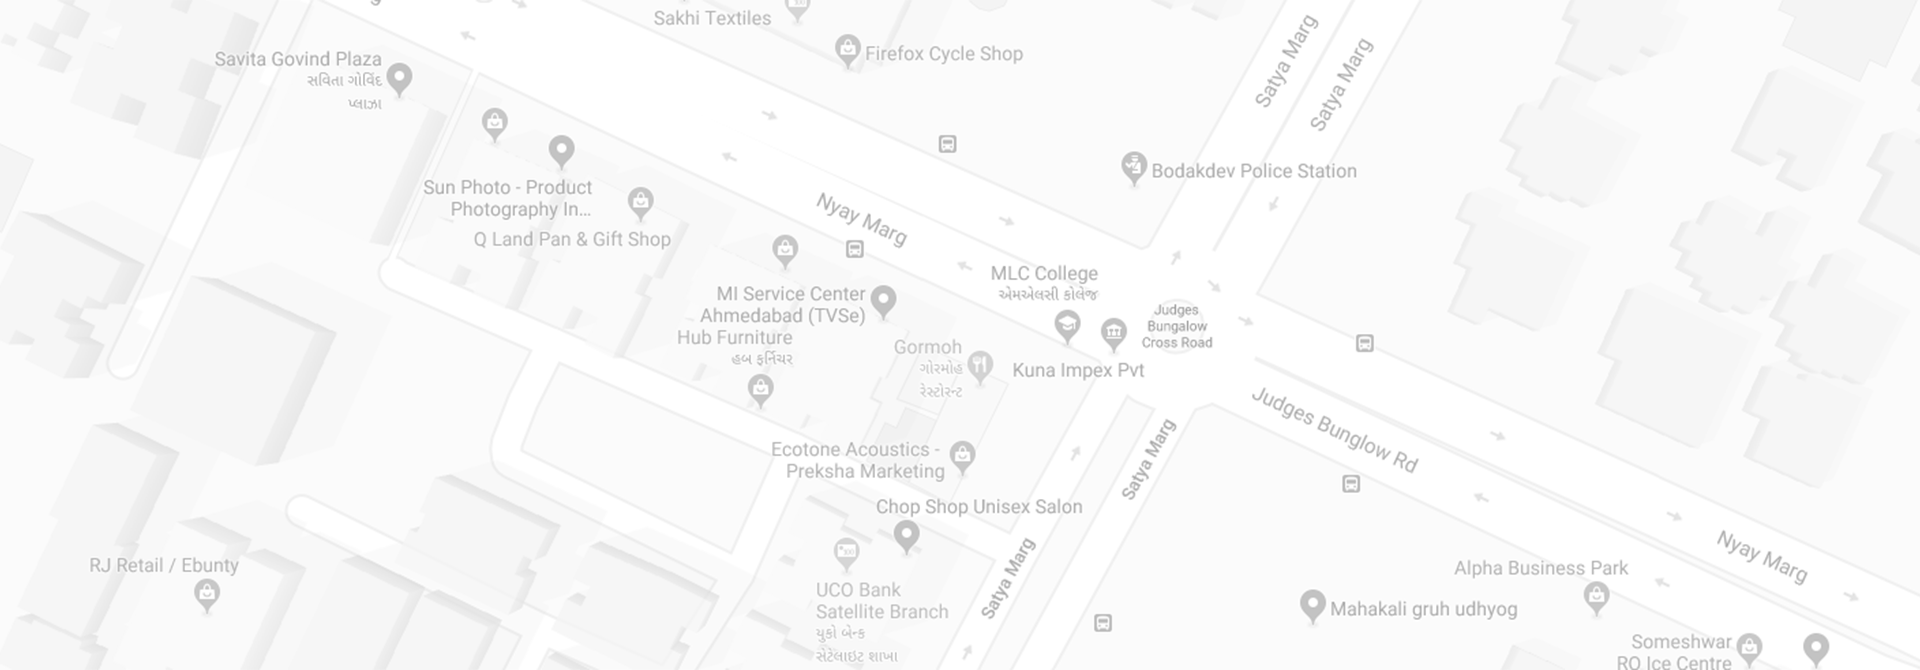 Sakhi Textiles
Firefox Cycle Shop
Satya Marg
Satya Marg
Savita Govind Plaza
સવિતા ગોવિંદ
પ્લાઝા
Bodakdev Police Station
Sun Photo - Product
Photography In...
Nyay Marg
Q Land Pan & Gift Shop
MLC College
એમએલસી કોલેજ
MI Service Center
Ahmedabad (TVSe)
Judges
Bungalow
Cross Road
Hub Furniture
હબ ફર્નિચર
Gormoh
ગોરમોહ
રેસ્ટોરન્ટ
Kuna Impex Pvt
Judges Bunglow Rd
Satya Marg
Ecotone Acoustics -
Preksha Marketing
Chop Shop Unisex Salon
Satya Marg
Nyay Marg
RJ Retail / Ebunty
Alpha Business Park
UCO Bank
Satellite Branch
યુકો બેન્ક
સેટેલાઇટ શાખા
Mahakali gruh udhyog
Someshwar
RO Ice Centre